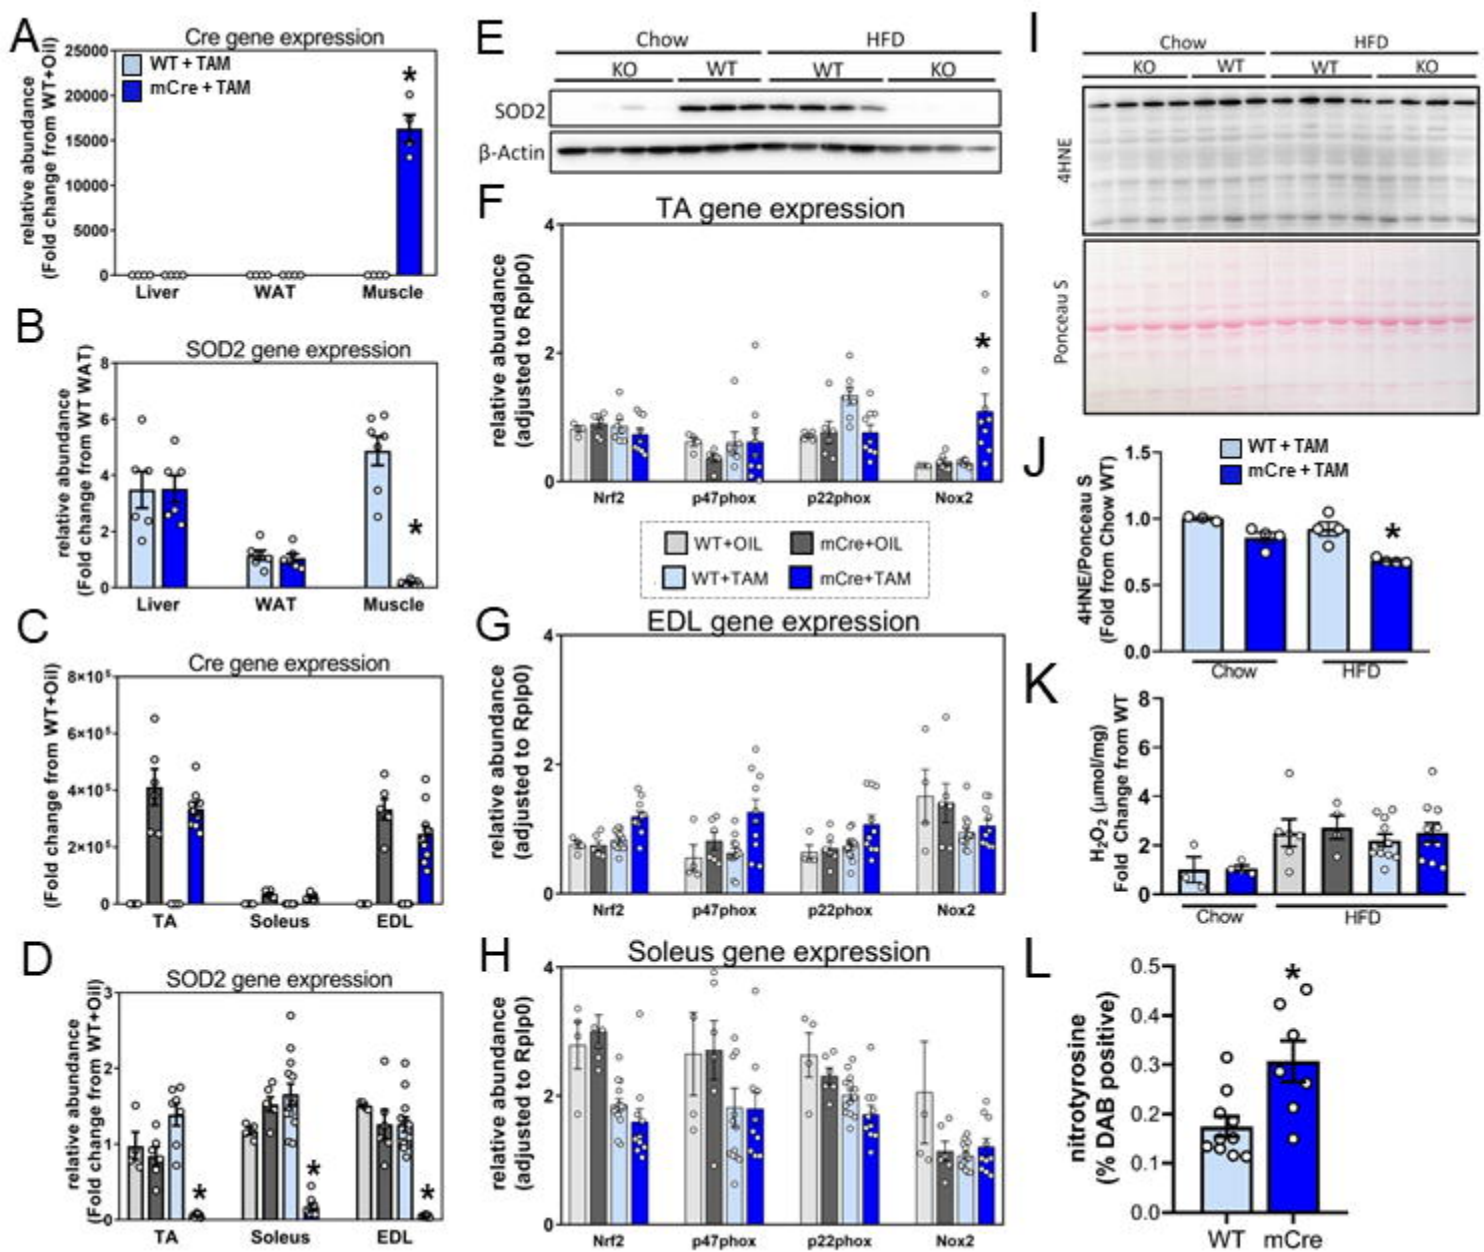 A
Cre gene expression
relative abundance
(Fold change from WT+Oil)
25000
20000
15000
10000
5000
0
WT + TAM
mCre + TAM
*
Liver WAT Muscle
B
SOD2 gene expression
relative abundance
(Fold change from WT WAT)
8
6
4
2
0
*
Liver WAT Muscle
C
Cre gene expression
(Fold change from WT+Oil)
8×10⁵
6×10⁵
4×10⁵
2×10⁵
0
TA Soleus EDL
D
SOD2 gene expression
relative abundance
(Fold change from WT+Oil)
3
2
1
0
* * *
TA Soleus EDL
E
Chow HFD
KO WT WT KO
SOD2
β-Actin
F
TA gene expression
relative abundance
(adjusted to Rplp0)
4
2
0
*
Nrf2 p47phox p22phox Nox2
WT+OIL mCre+OIL
WT+TAM mCre+TAM
G
EDL gene expression
relative abundance
(adjusted to Rplp0)
4
2
0
Nrf2 p47phox p22phox Nox2
H
Soleus gene expression
relative abundance
(adjusted to Rplp0)
4
2
0
Nrf2 p47phox p22phox Nox2
I
Chow HFD
KO WT WT KO
4HNE
Ponceau S
J
WT + TAM
mCre + TAM
4HNE/Ponceau S
(Fold from Chow WT)
1.5
1.0
0.5
0.0
*
Chow HFD
K
H₂O₂ (μmol/mg)
Fold Change from WT
8
6
4
2
0
Chow HFD
L
nitrotyrosine
(% DAB positive)
0.5
0.4
0.3
0.2
0.1
0.0
*
WT mCre